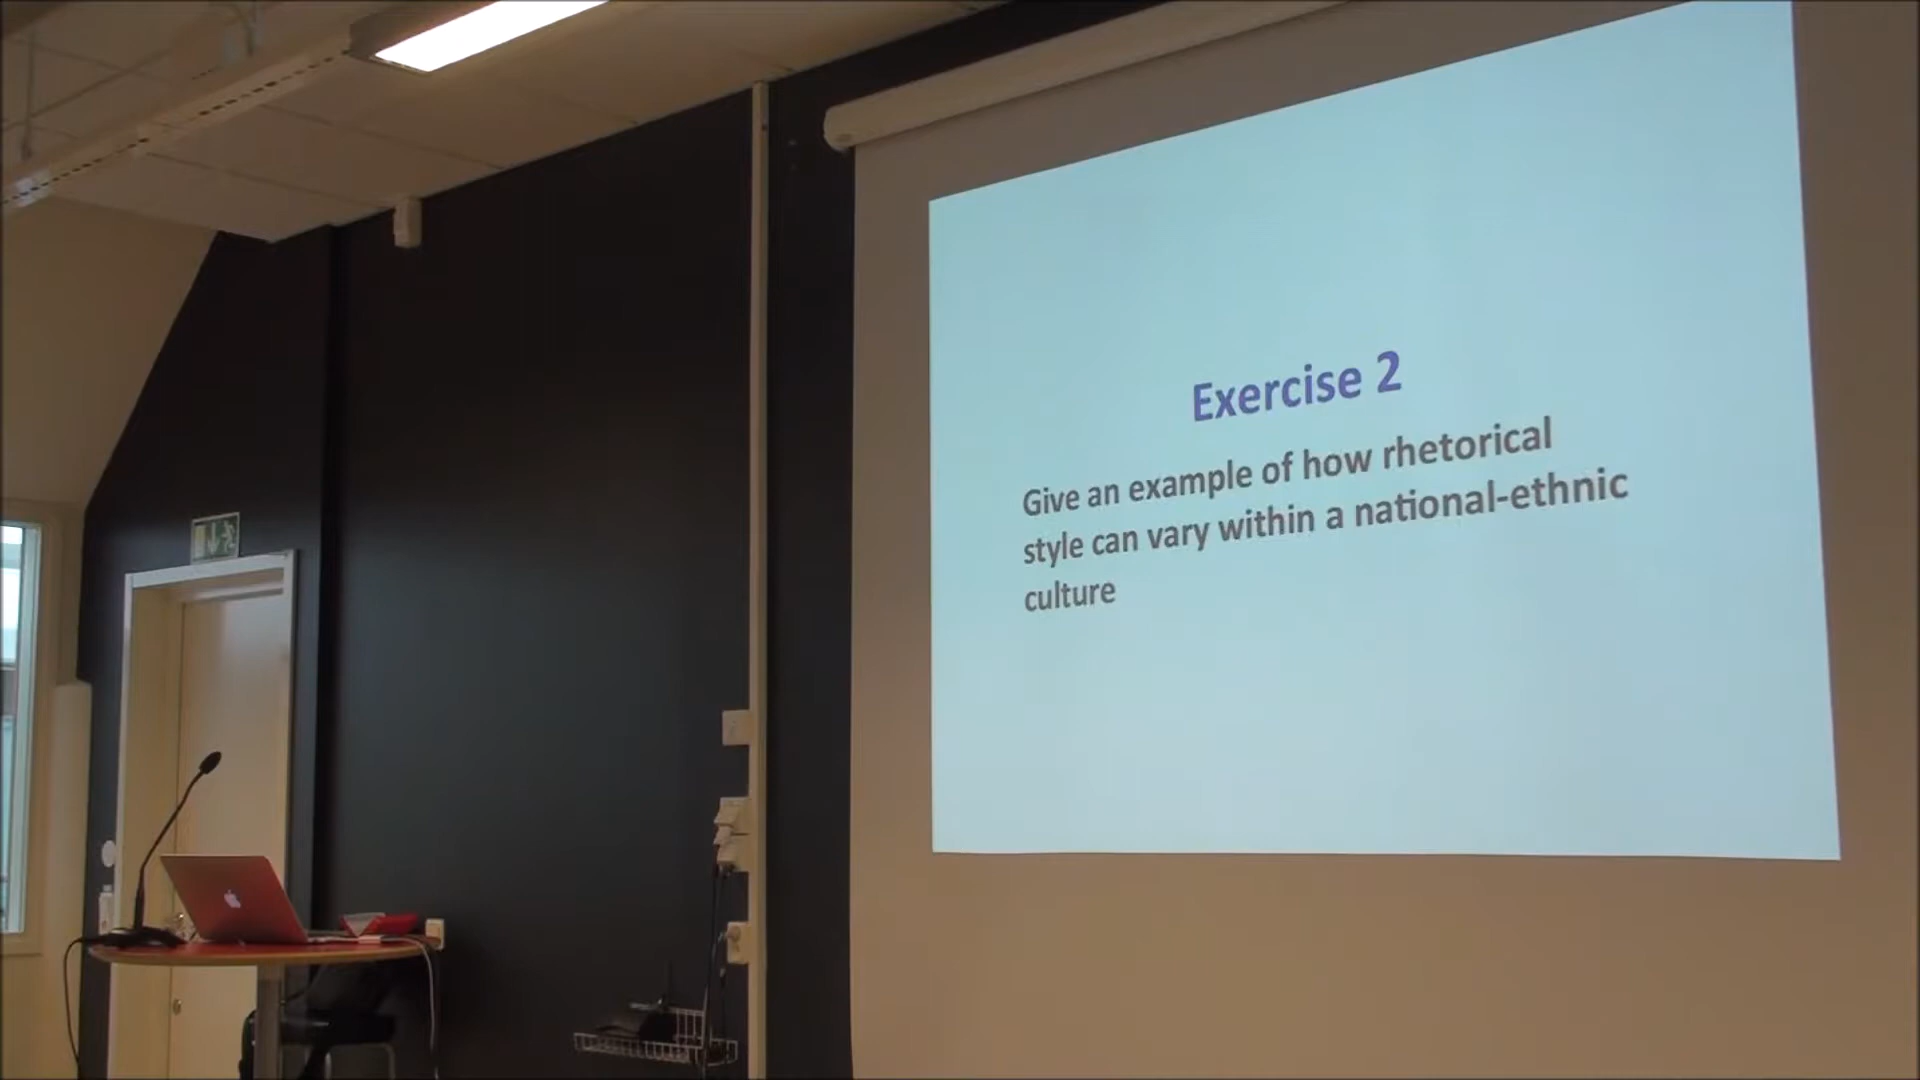 Exercise 2
Give an example of how rhetorical
style can vary within a national-ethnic
culture